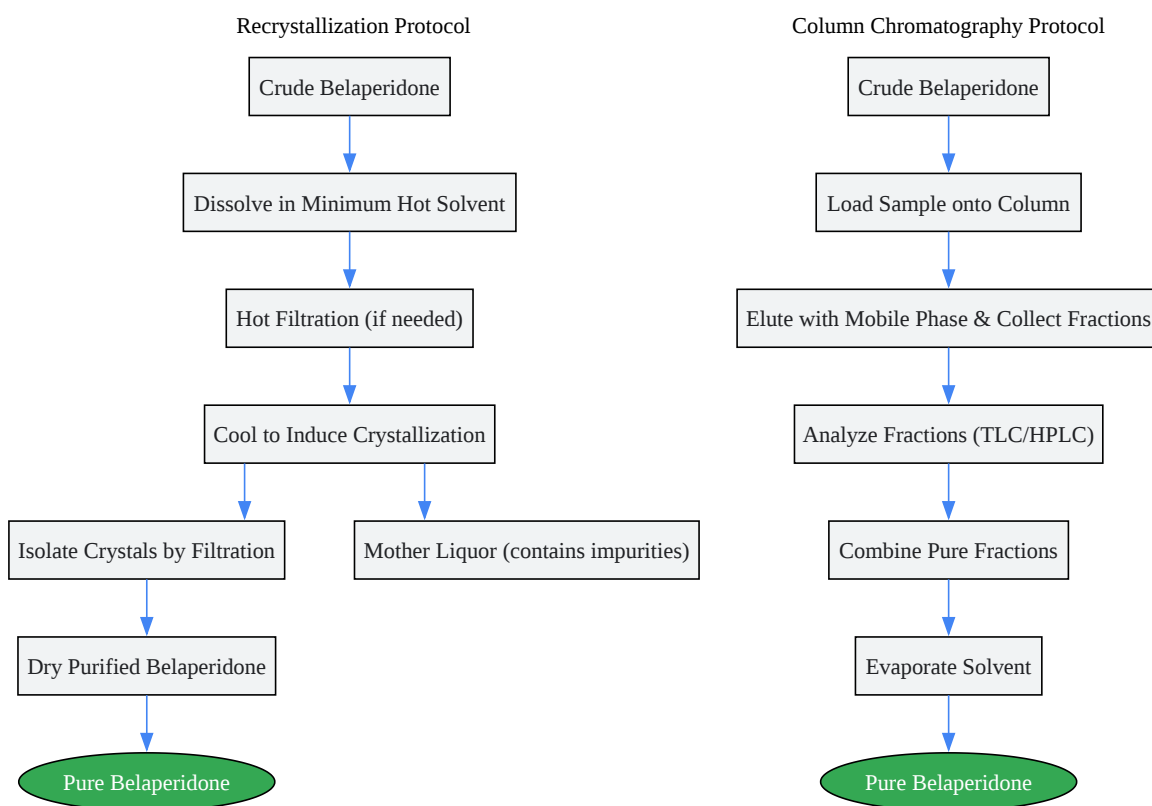 Recrystallization Protocol
Crude Belaperidone
Dissolve in Minimum Hot Solvent
Hot Filtration (if needed)
Cool to Induce Crystallization
Isolate Crystals by Filtration
Mother Liquor (contains impurities)
Dry Purified Belaperidone
Pure Belaperidone
Column Chromatography Protocol
Crude Belaperidone
Load Sample onto Column
Elute with Mobile Phase & Collect Fractions
Analyze Fractions (TLC/HPLC)
Combine Pure Fractions
Evaporate Solvent
Pure Belaperidone